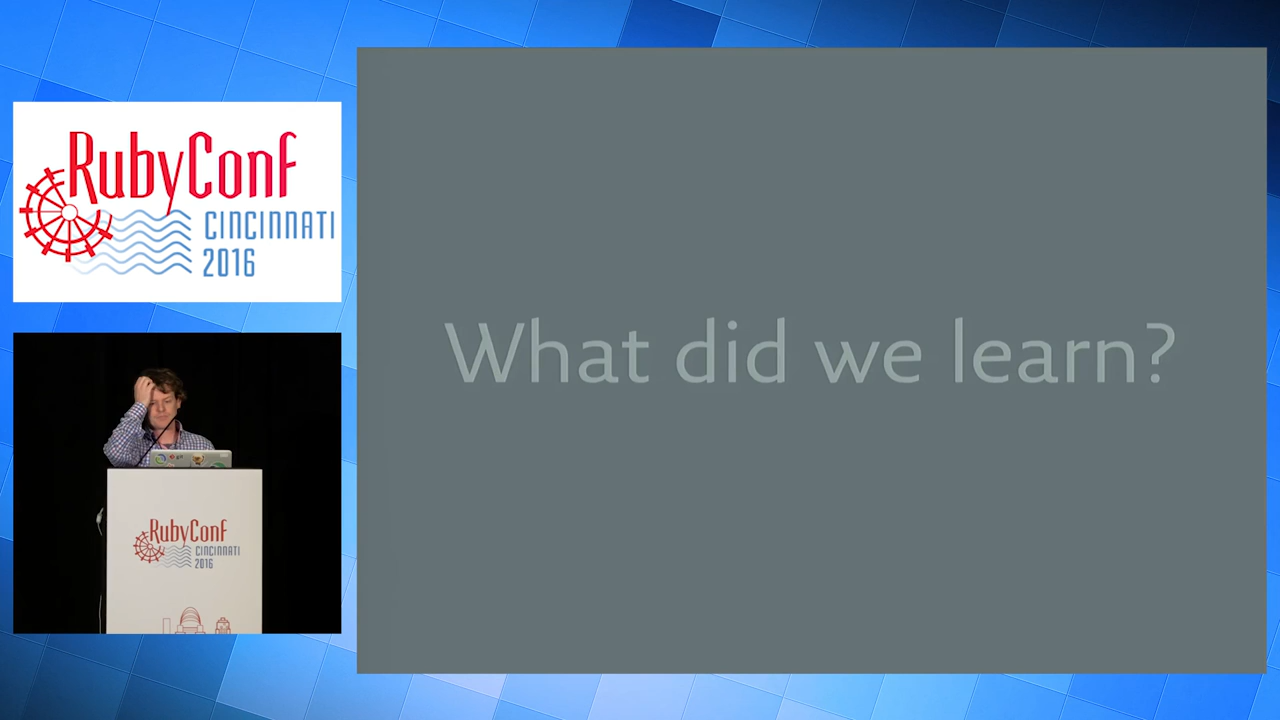 RubyConf
CINCINNATI
2016
What did we learn?
RubyConf
CINCINNATI
2016